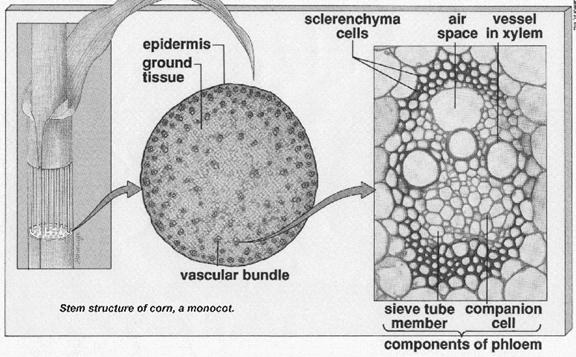 sclerenchyma cells
air space
vessel in xylem
epidermis
ground tissue
vascular bundle
Stem structure of corn, a monocot.
sieve tube member
companion cell
components of phloem